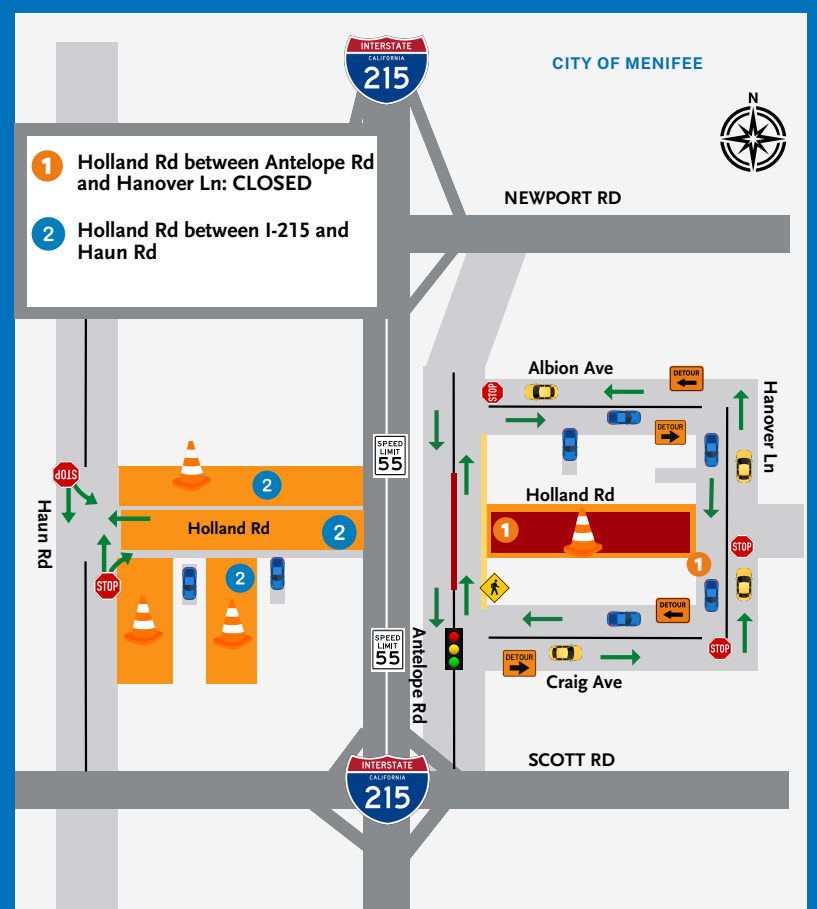 INTERSTATE
CALIFORNIA
215
CITY OF MENIFEE
N
1
Holland Rd between Antelope Rd
and Hanover Ln: CLOSED
2
Holland Rd between I-215 and
Haun Rd
NEWPORT RD
Albion Ave
DETOUR
STOP
Hanover Ln
DETOUR
SPEED
LIMIT
55
STOP
2
Holland Rd
Haun Rd
Holland Rd
2
1
STOP
1
STOP
2
DETOUR
SPEED
LIMIT
55
Antelope Rd
STOP
DETOUR
Craig Ave
SCOTT RD
INTERSTATE
CALIFORNIA
215